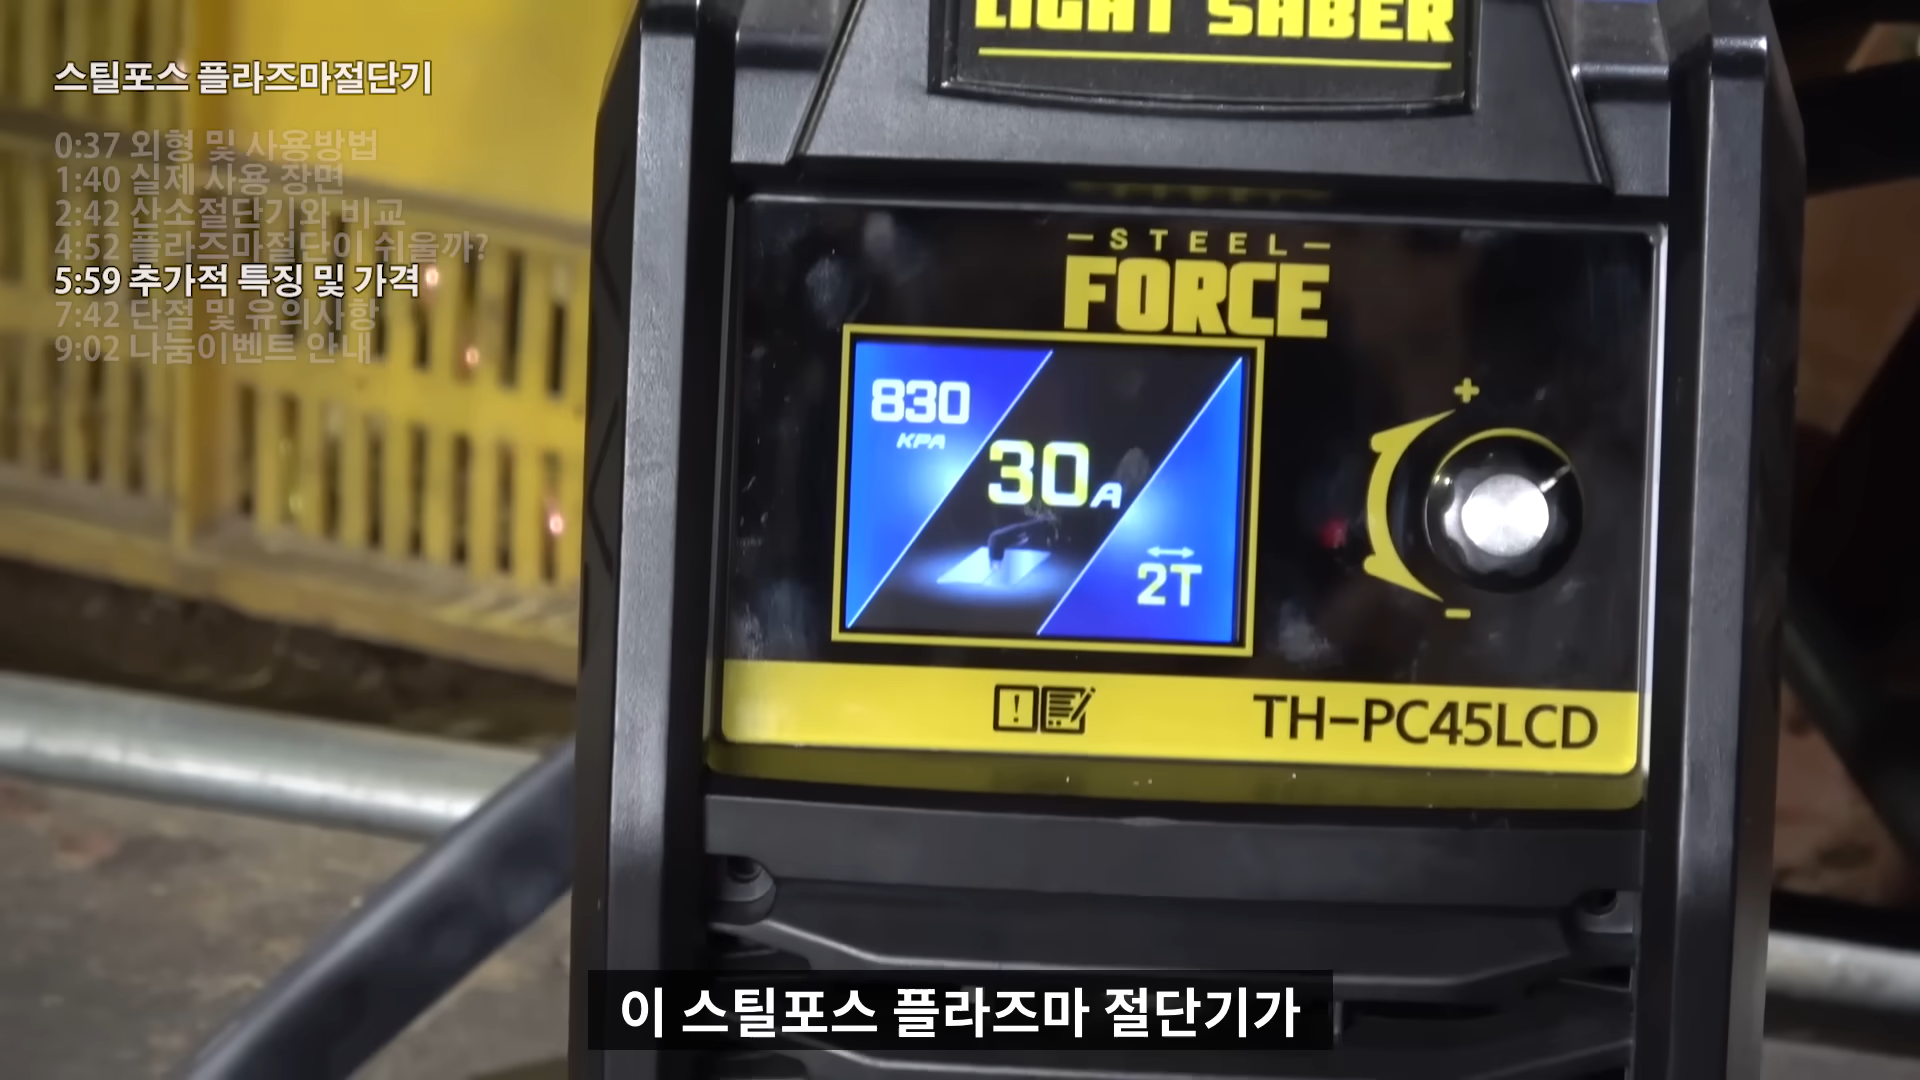 LIGHT SABER
스틸포스 플라즈마절단기
0:37 외형 및 사용방법
1:40 실제 사용 장면
2:42 산소절단기와 비교
4:52 플라즈마절단이 쉬울까?
5:59 추가적 특징 및 가격
7:42 단점 및 유의사항
9:02 나눔이벤트 안내
STEEL
FORCE
830
KPA
30A
2T
+
-
TH-PC45LCD
이 스틸포스 플라즈마 절단기가